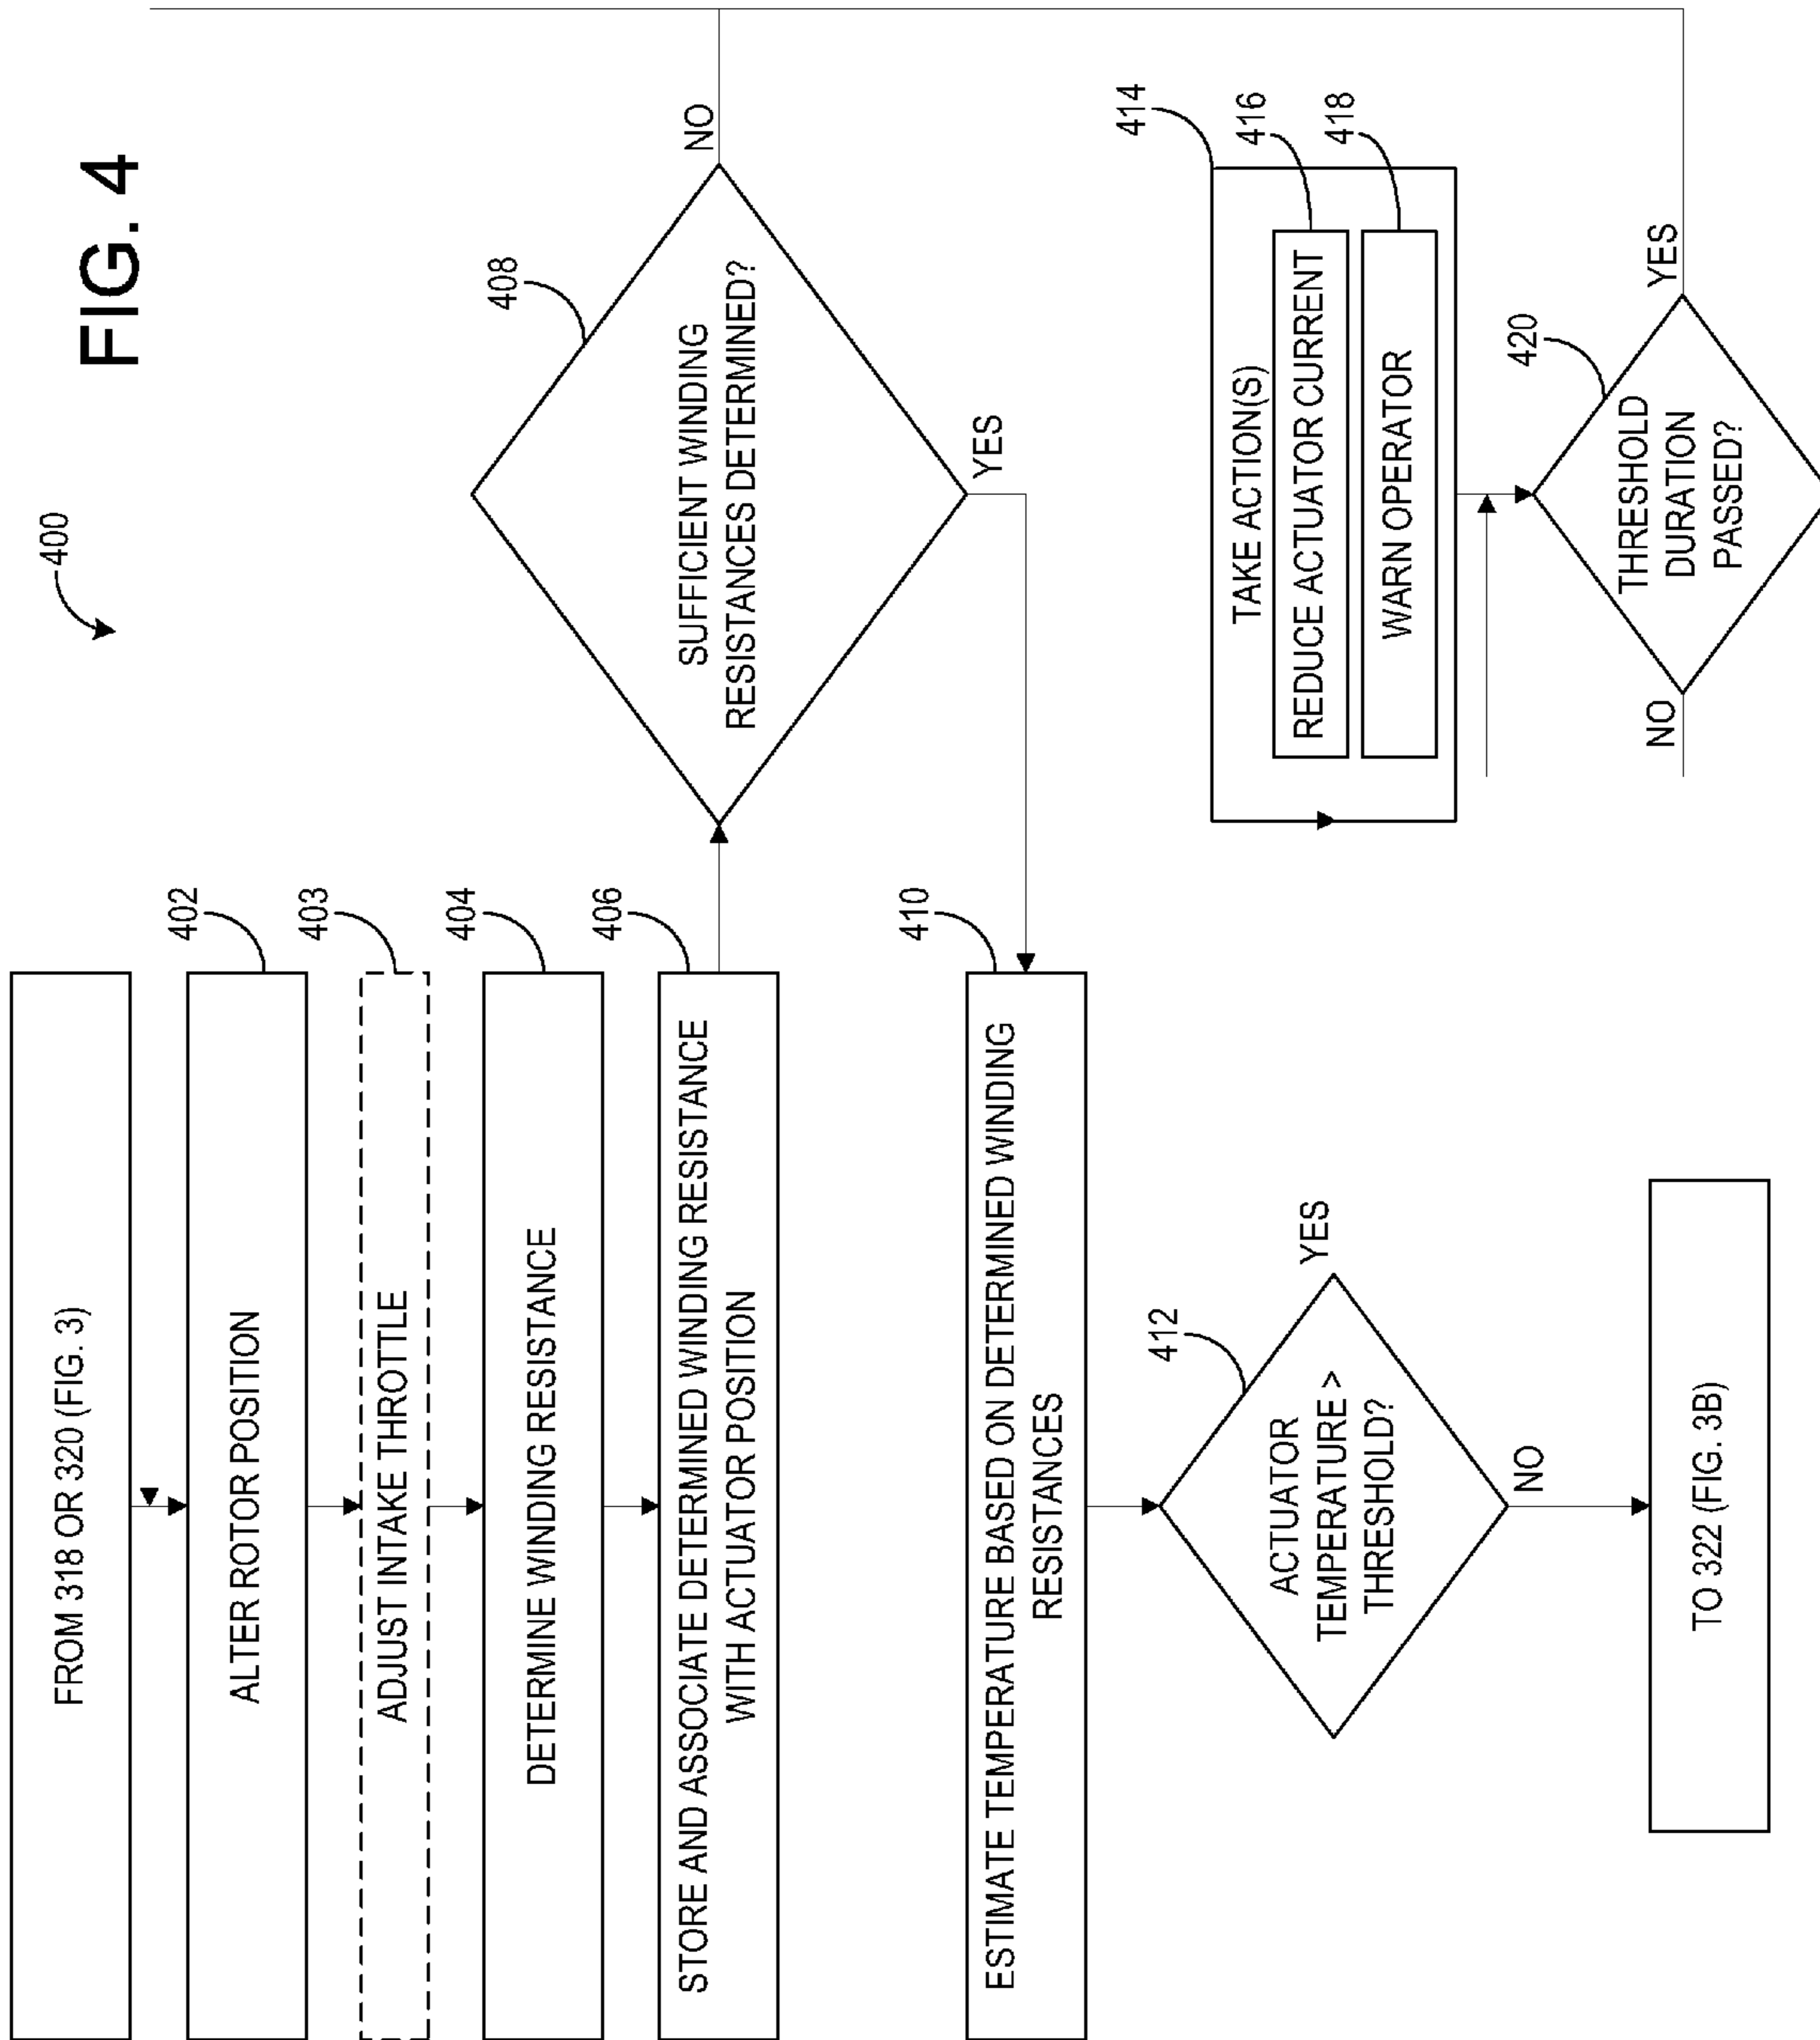 FIG. 4
400
FROM 318 OR 320 (FIG. 3)
402
ALTER ROTOR POSITION
403
ADJUST INTAKE THROTTLE
404
DETERMINE WINDING RESISTANCE
406
STORE AND ASSOCIATE DETERMINED WINDING RESISTANCE
WITH ACTUATOR POSITION
408
SUFFICIENT WINDING
RESISTANCES DETERMINED?
NO
YES
410
ESTIMATE TEMPERATURE BASED ON DETERMINED WINDING
RESISTANCES
412
ACTUATOR
TEMPERATURE >
THRESHOLD?
YES
NO
TO 322 (FIG. 3B)
414
TAKE ACTION(S)
416
REDUCE ACTUATOR CURRENT
418
WARN OPERATOR
420
THRESHOLD
DURATION
PASSED?
YES
NO